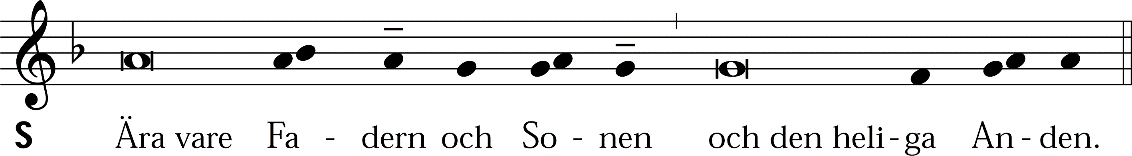 S Ära vare Fa - dern och So - nen och den heli - ga An - den.